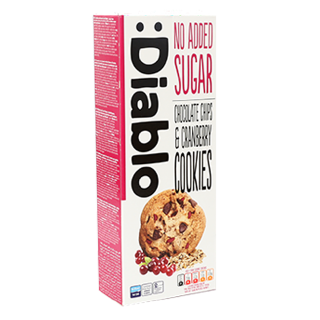 :Diablo
NO ADDED
SUGAR
CHOCOLATE CHIPS
& CRANBERRY
COOKIES